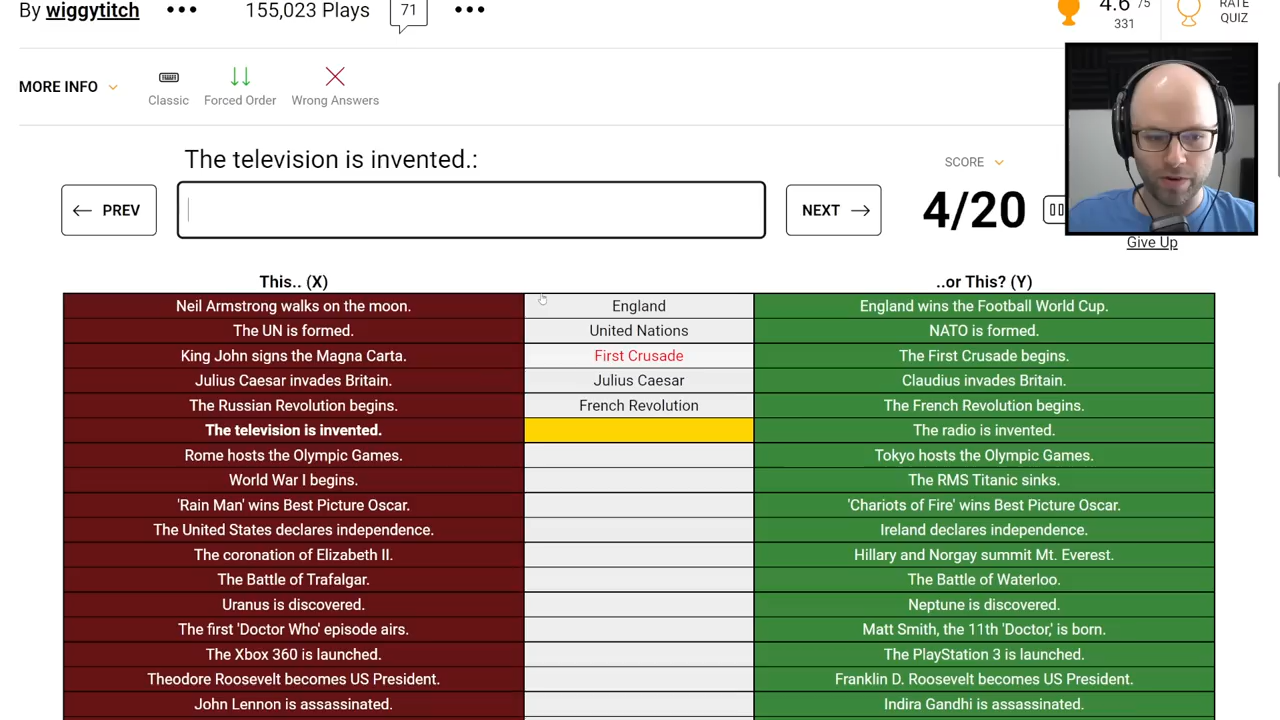 By wiggytitch ••• 155,023 Plays 71 ••• 4.6 /5 331 RATE QUIZ
MORE INFO Classic Forced Order Wrong Answers
The television is invented.:
← PREV NEXT → SCORE 4/20
Give Up
This.. (X) ..or This? (Y)
Neil Armstrong walks on the moon. England England wins the Football World Cup.
The UN is formed. United Nations NATO is formed.
King John signs the Magna Carta. First Crusade The First Crusade begins.
Julius Caesar invades Britain. Julius Caesar Claudius invades Britain.
The Russian Revolution begins. French Revolution The French Revolution begins.
The television is invented. The radio is invented.
Rome hosts the Olympic Games. Tokyo hosts the Olympic Games.
World War I begins. The RMS Titanic sinks.
'Rain Man' wins Best Picture Oscar. 'Chariots of Fire' wins Best Picture Oscar.
The United States declares independence. Ireland declares independence.
The coronation of Elizabeth II. Hillary and Norgay summit Mt. Everest.
The Battle of Trafalgar. The Battle of Waterloo.
Uranus is discovered. Neptune is discovered.
The first 'Doctor Who' episode airs. Matt Smith, the 11th 'Doctor,' is born.
The Xbox 360 is launched. The PlayStation 3 is launched.
Theodore Roosevelt becomes US President. Franklin D. Roosevelt becomes US President.
John Lennon is assassinated. Indira Gandhi is assassinated.